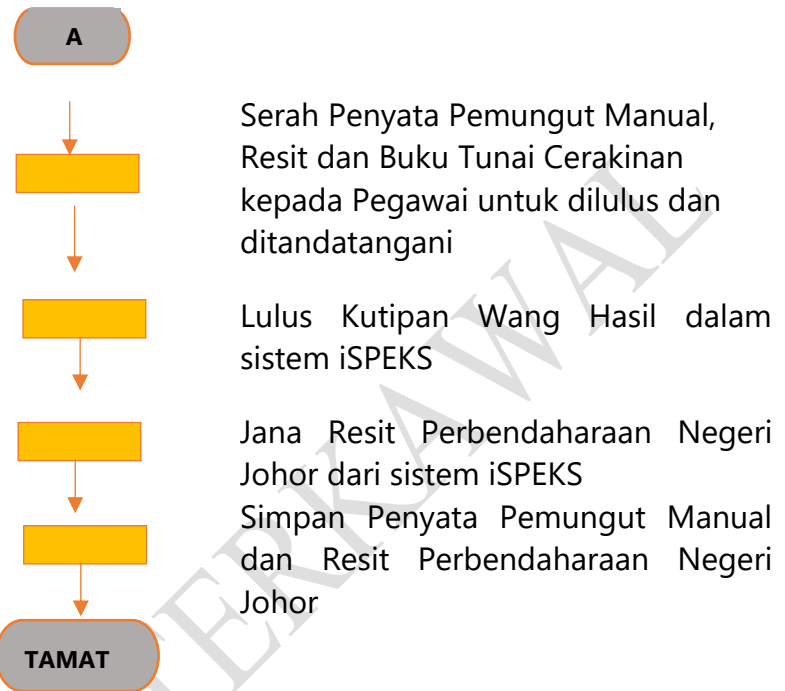 A
Serah Penyata Pemungut Manual,
Resit dan Buku Tunai Cerakinan
kepada Pegawai untuk dilulus dan
ditandatangani
Lulus Kutipan Wang Hasil dalam
sistem iSPEKS
Jana Resit Perbendaharaan Negeri
Johor dari sistem iSPEKS
Simpan Penyata Pemungut Manual
dan Resit Perbendaharaan Negeri
Johor
TAMAT
TERKAWAL